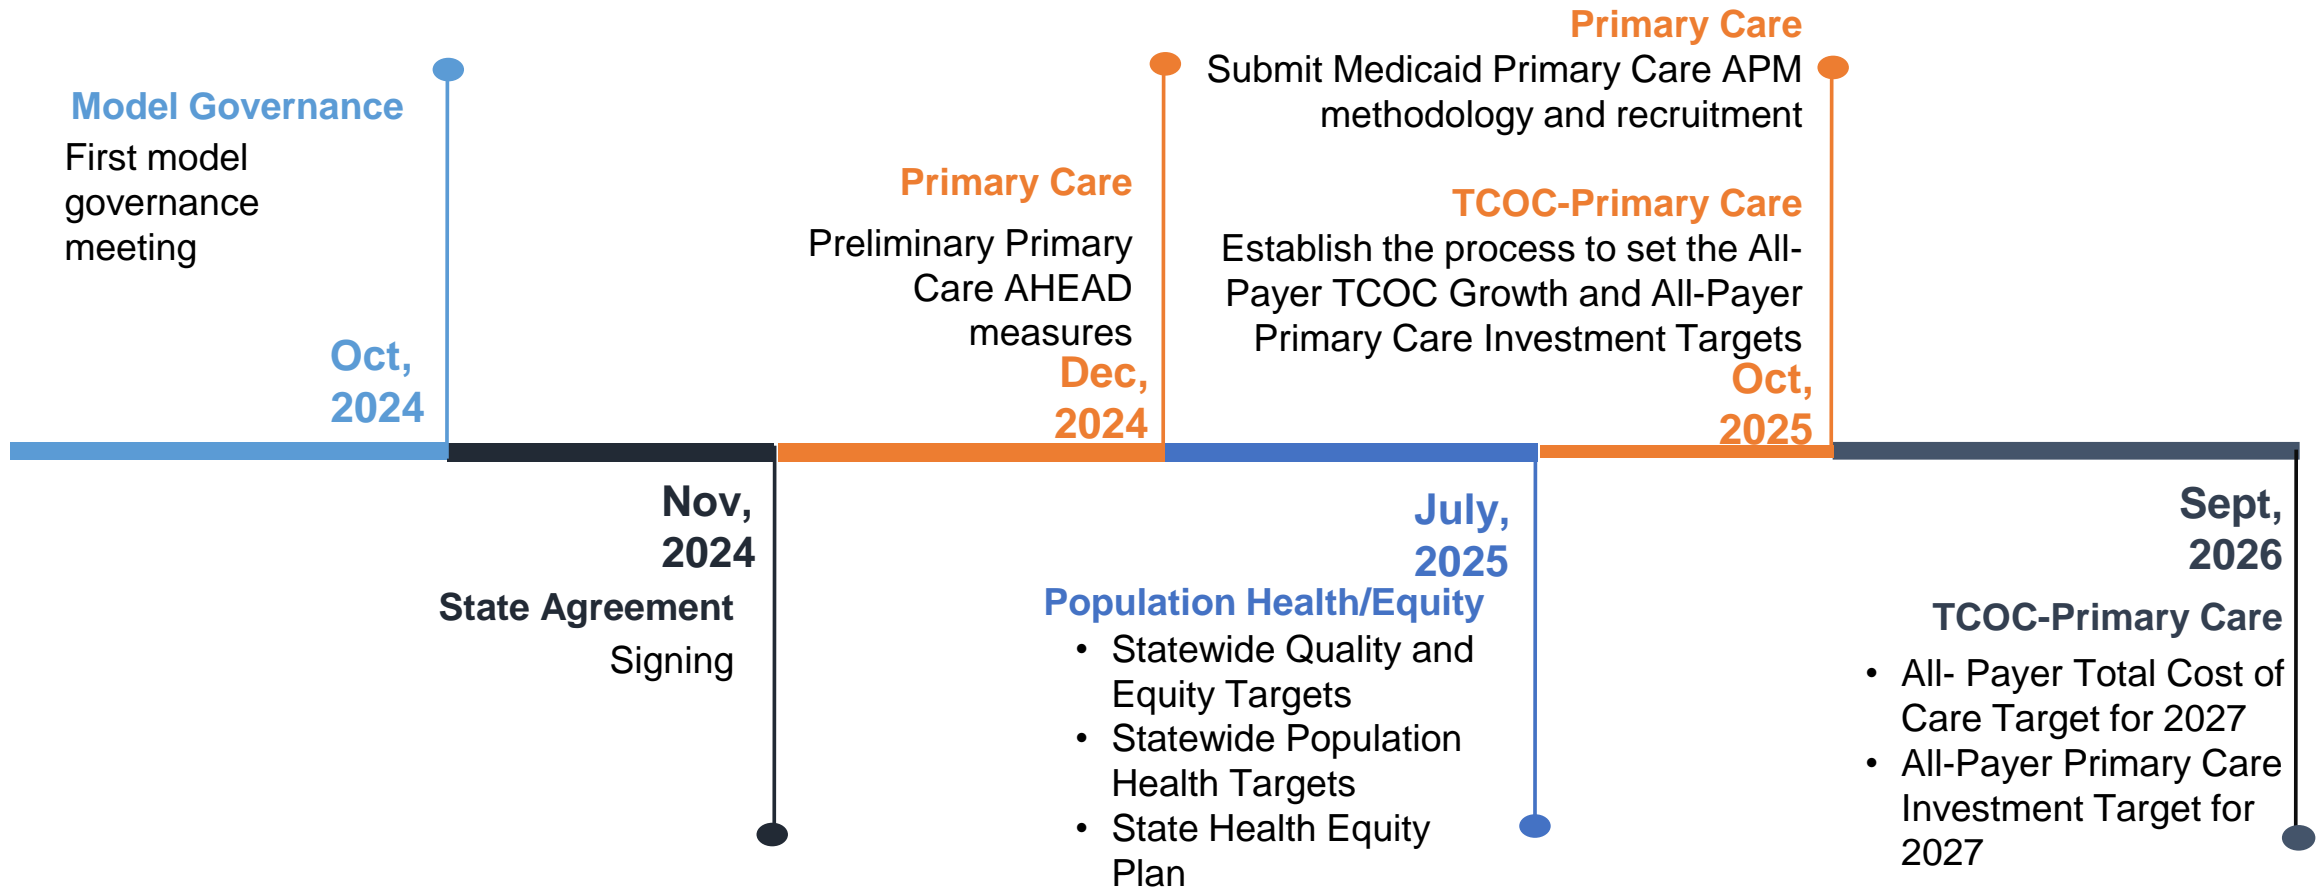 Model Governance
First model
governance
meeting
Oct,
2024
Nov,
2024
State Agreement
Signing
Primary Care
Preliminary Primary
Care AHEAD
measures
Dec,
2024
July,
2025
Population Health/Equity
• Statewide Quality and
Equity Targets
• Statewide Population
Health Targets
• State Health Equity
Plan
Primary Care
Submit Medicaid Primary Care APM
methodology and recruitment
TCOC-Primary Care
Establish the process to set the All-
Payer TCOC Growth and All-Payer
Primary Care Investment Targets
Oct,
2025
Sept,
2026
TCOC-Primary Care
• All- Payer Total Cost of
Care Target for 2027
• All-Payer Primary Care
Investment Target for
2027